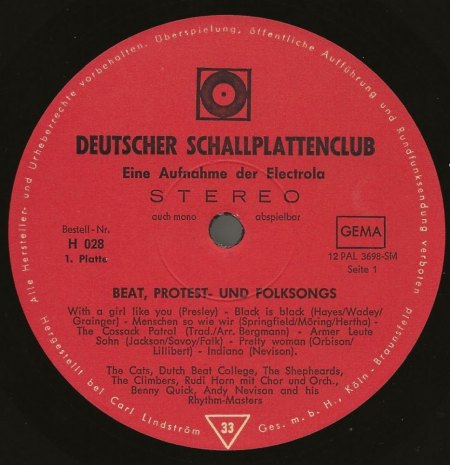 Alle Hersteller- und Urheberrechte vorbehalten. Überspielung, öffentliche Aufführung und Rundfunksendung verboten
DEUTSCHER SCHALLPLATTENCLUB
Eine Aufnahme der Electrola
STEREO
auch mono abspielbar
Bestell-Nr.
H 028
1. Platte
GEMA
12 PAL 3698-SM
Seite 1
BEAT, PROTEST- UND FOLKSONGS
With a girl like you (Presley) - Black is black (Hayes/Wadey/
Grainger) - Menschen so wie wir (Springfield/Möring/Hertha) -
The Cossack Patrol (Trad./Arr. Bergmann) - Armer Leute
Sohn (Jackson/Savoy/Falk) - Pretty woman (Orbison/
Lillibert) - Indiano (Nevison).
The Cats, Dutch Beat College, The Shepheards,
The Climbers, Rudi Horn mit Chor und Orch.,
Benny Quick, Andy Nevison and his
Rhythm-Masters
33
Hergestellt bei Carl Lindström Ges. m. b. H., Köln - Braunsfeld